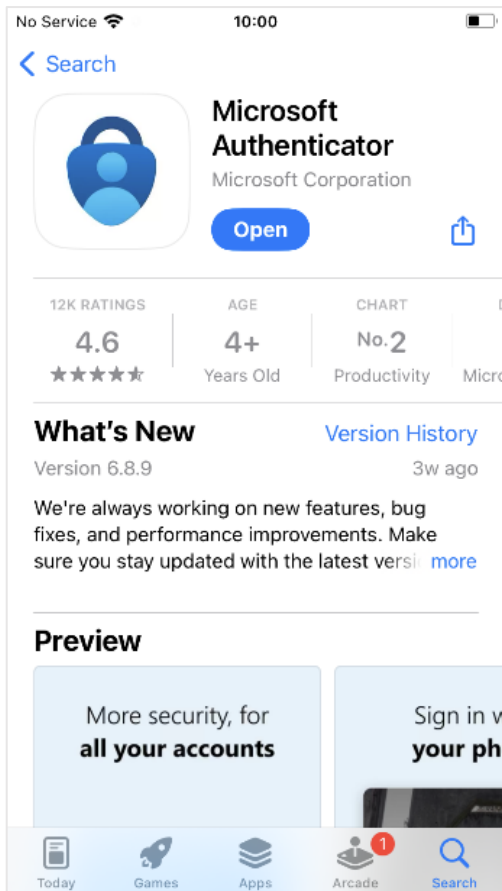 No Service 10:00
Search
Microsoft
Authenticator
Microsoft Corporation
Open
12K RATINGS AGE CHART
4.6 4+ No.2
Years Old Productivity
What's New Version History
Version 6.8.9 3w ago
We're always working on new features, bug
fixes, and performance improvements. Make
sure you stay updated with the latest versi more
Preview
More security, for Sign in
all your accounts your ph
1
Today Games Apps Arcade Search